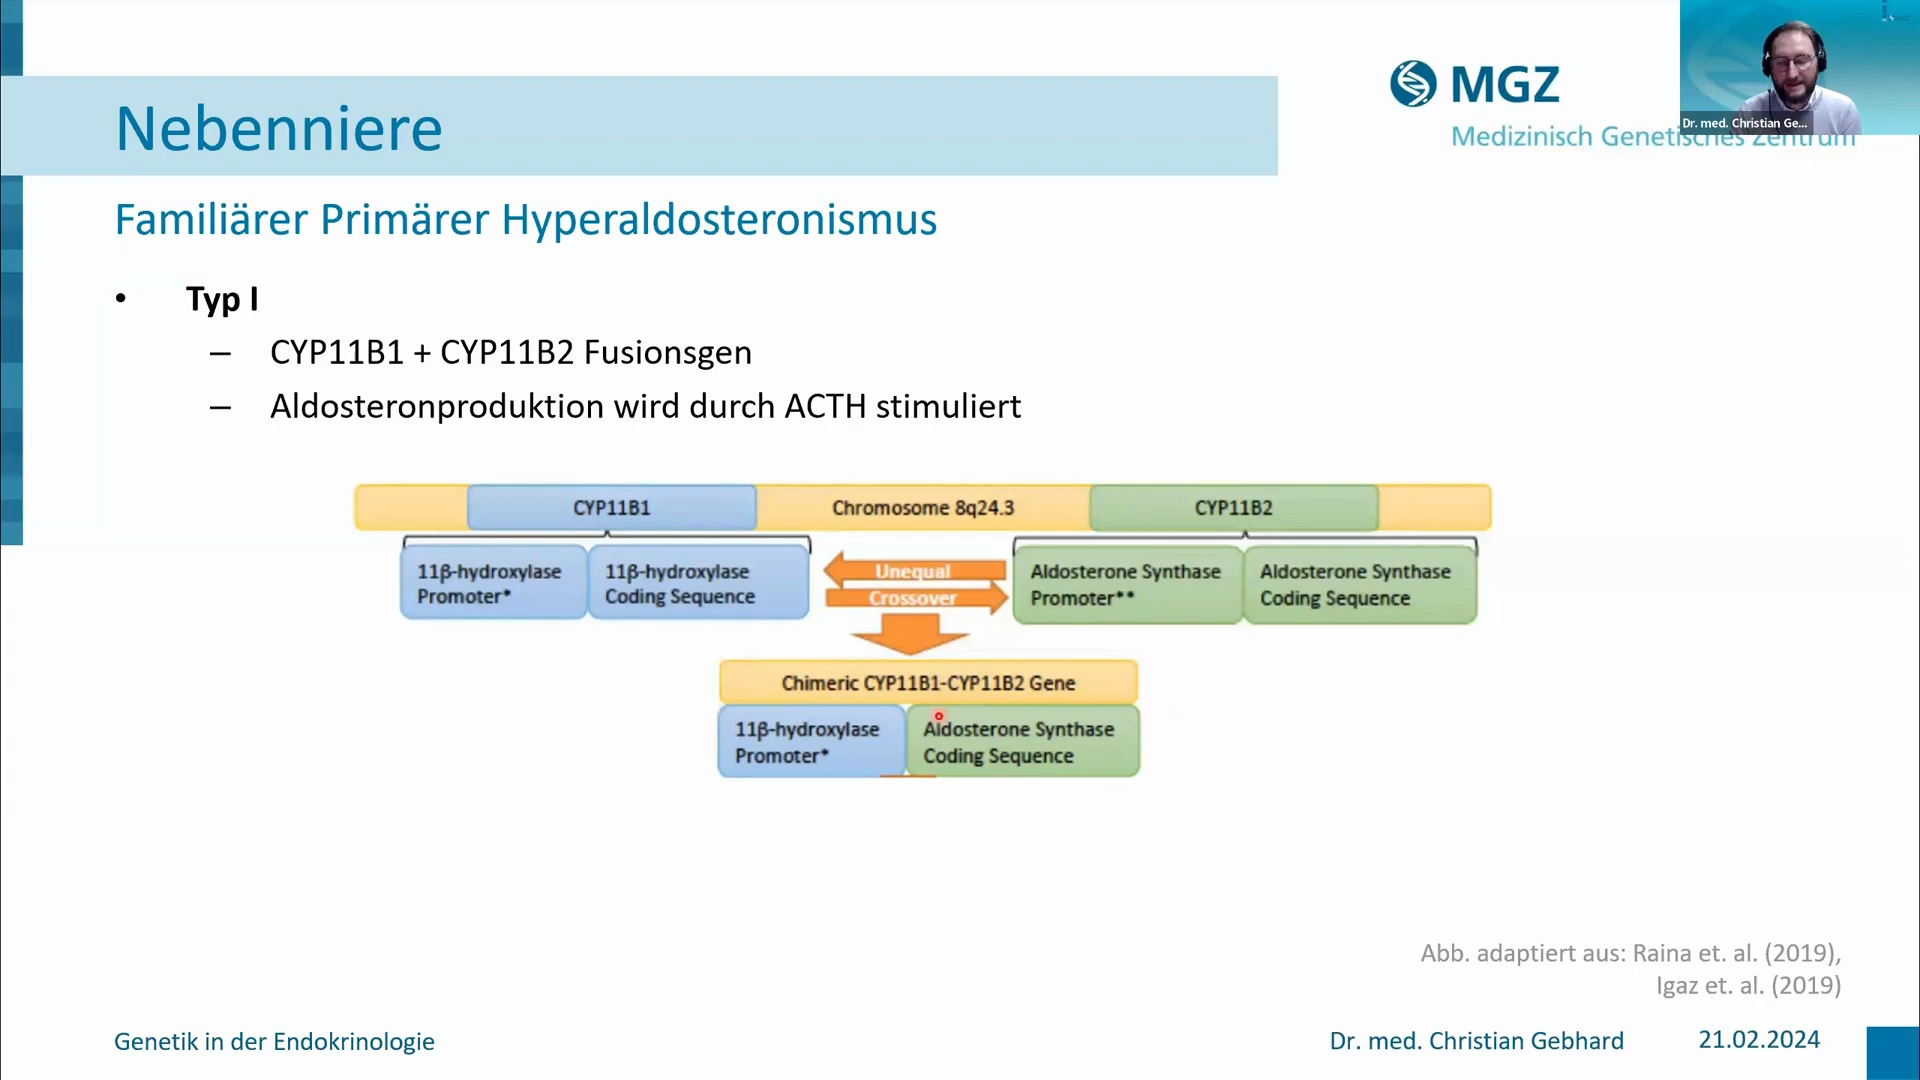 Nebenniere
MGZ
Medizinisch Genetisches Zentrum
Dr. med. Christian Ge...
Familiärer Primärer Hyperaldosteronismus
• Typ I
– CYP11B1 + CYP11B2 Fusionsgen
– Aldosteronproduktion wird durch ACTH stimuliert
CYP11B1
Chromosome 8q24.3
CYP11B2
11β-hydroxylase
Promoter*
11β-hydroxylase
Coding Sequence
Unequal
Crossover
Aldosterone Synthase
Promoter**
Aldosterone Synthase
Coding Sequence
Chimeric CYP11B1-CYP11B2 Gene
11β-hydroxylase
Promoter*
Aldosterone Synthase
Coding Sequence
Abb. adaptiert aus: Raina et. al. (2019),
Igaz et. al. (2019)
Genetik in der Endokrinologie
Dr. med. Christian Gebhard
21.02.2024